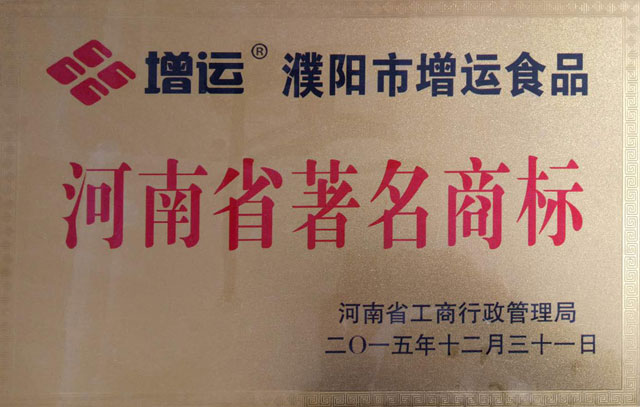 增运® 濮阳市增运食品
河南省著名商标
河南省工商行政管理局
二〇一五年十二月三十一日